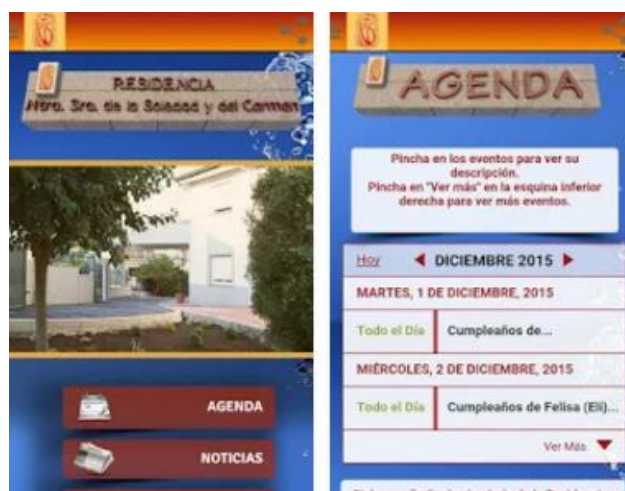 RESIDENCIA
Ntra. Sra. de la Soledad y del Carmen
AGENDA
NOTICIAS
AGENDA
Pincha en los eventos para ver su
descripción.
Pincha en "Ver más" en la esquina inferior
derecha para ver más eventos.
Hoy DICIEMBRE 2015
MARTES, 1 DE DICIEMBRE, 2015
Todo el Día Cumpleaños de...
MIÉRCOLES, 2 DE DICIEMBRE, 2015
Todo el Día Cumpleaños de Felisa (Eli)...
Ver Más